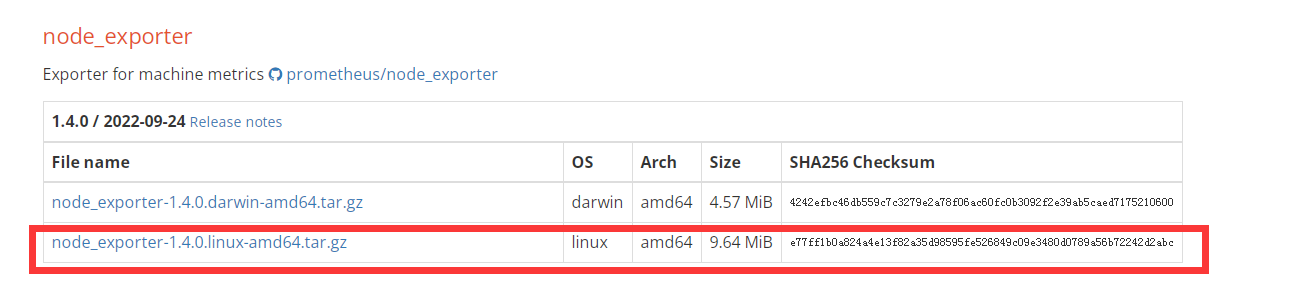 node_exporter
Exporter for machine metrics prometheus/node_exporter
1.4.0 / 2022-09-24 Release notes
File name OS Arch Size SHA256 Checksum
node_exporter-1.4.0.darwin-amd64.tar.gz darwin amd64 4.57 MiB 4242efbc46db559c7c3279e2a78f06ac60fc0b3092f2e39ab5caed7175210600
node_exporter-1.4.0.linux-amd64.tar.gz linux amd64 9.64 MiB e77ff1b0a824a4e13f82a35d98595fe526849c09e3480d0789a56b72242d2abc